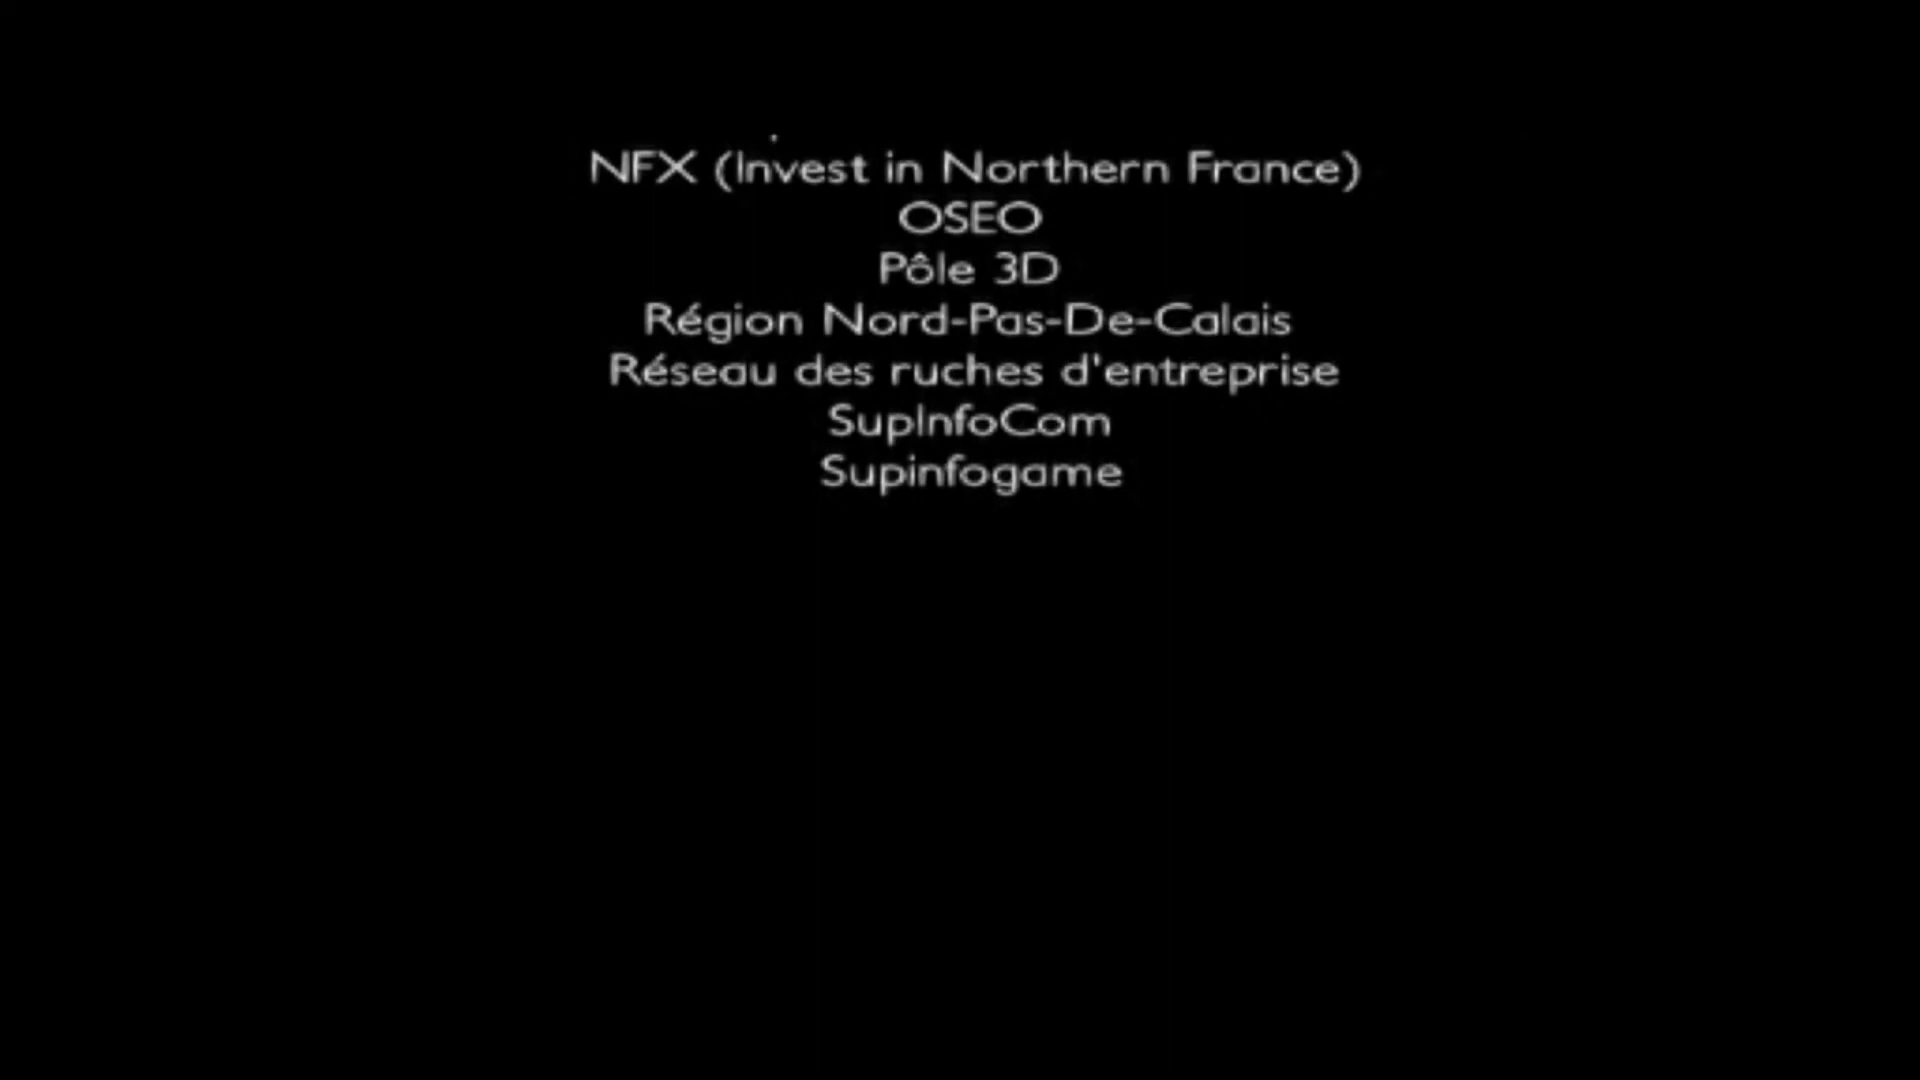 NFX (Invest in Northern France)
OSEO
Pôle 3D
Région Nord-Pas-De-Calais
Réseau des ruches d'entreprise
SupInfoCom
Supinfogame